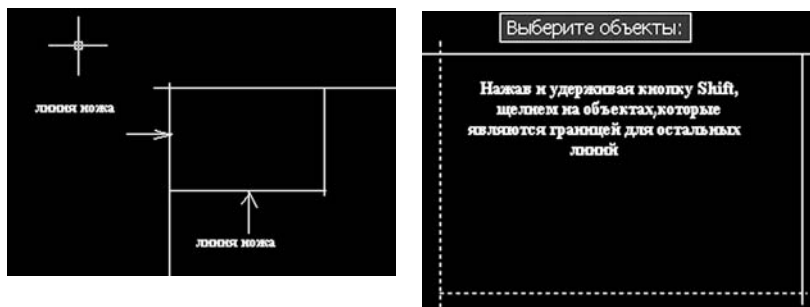 линия ножа
линия ножа
Выберите объекты:
Нажав и удерживая кнопку Shift,
щелкнем на объектах,которые
являются границей для остальных
линий